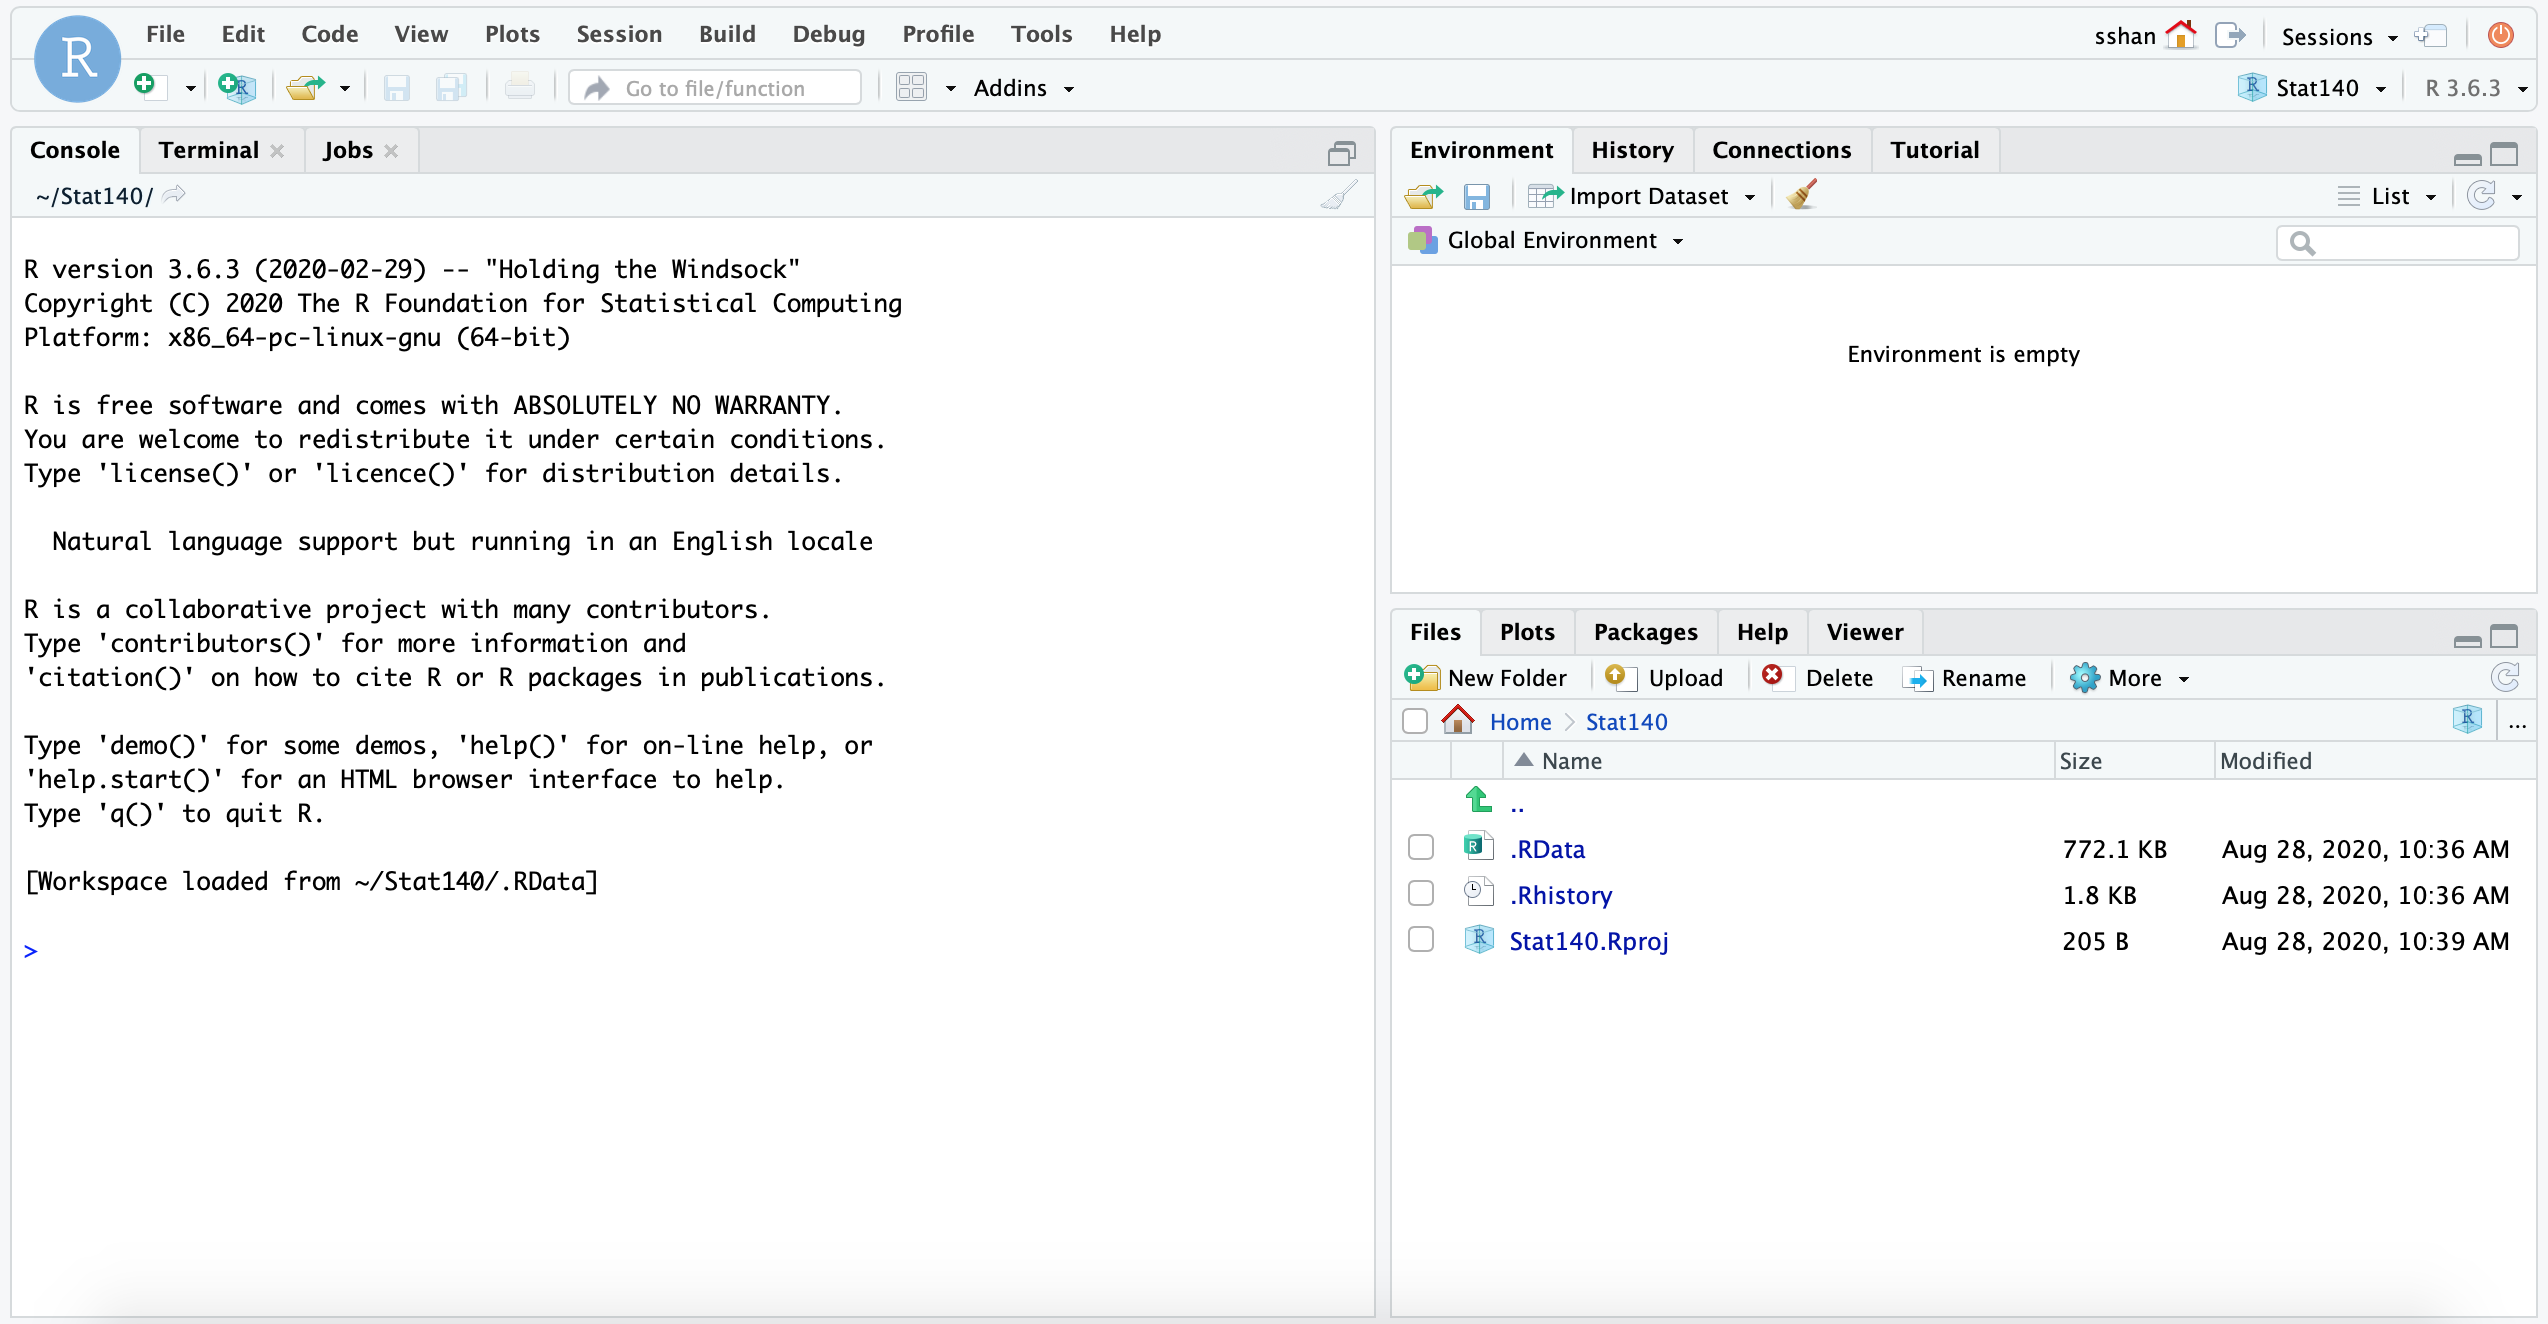 R
File Edit Code View Plots Session Build Debug Profile Tools Help
sshan Sessions
Go to file/function Addins
Stat140 R 3.6.3
Console Terminal Jobs
~/Stat140/
R version 3.6.3 (2020-02-29) -- "Holding the Windsock"
Copyright (C) 2020 The R Foundation for Statistical Computing
Platform: x86_64-pc-linux-gnu (64-bit)
R is free software and comes with ABSOLUTELY NO WARRANTY.
You are welcome to redistribute it under certain conditions.
Type 'license()' or 'licence()' for distribution details.
Natural language support but running in an English locale
R is a collaborative project with many contributors.
Type 'contributors()' for more information and
'citation()' on how to cite R or R packages in publications.
Type 'demo()' for some demos, 'help()' for on-line help, or
'help.start()' for an HTML browser interface to help.
Type 'q()' to quit R.
[Workspace loaded from ~/Stat140/.RData]
>
Environment History Connections Tutorial
Import Dataset List
Global Environment
Environment is empty
Files Plots Packages Help Viewer
New Folder Upload Delete Rename More
Home Stat140 ...
Name Size Modified
..
.RData 772.1 KB Aug 28, 2020, 10:36 AM
.Rhistory 1.8 KB Aug 28, 2020, 10:36 AM
Stat140.Rproj 205 B Aug 28, 2020, 10:39 AM